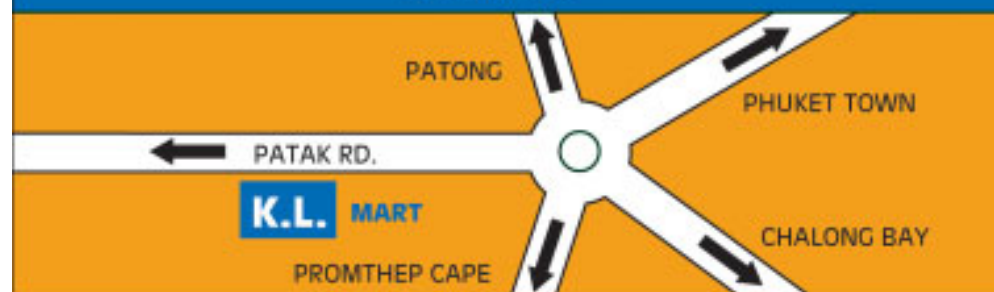 PATONG
PHUKET TOWN
PATAK RD.
K.L. MART
CHALONG BAY
PROMTHEP CAPE